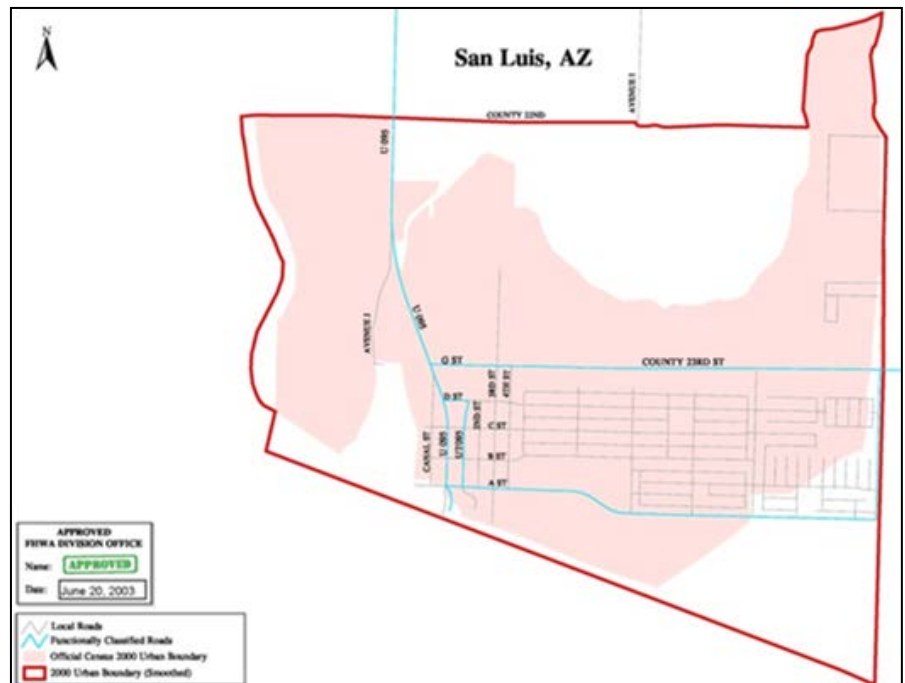 N
San Luis, AZ
AVENUE I
COUNTY 22ND
U 095
U 095
AVENUE J
G ST
COUNTY 23RD ST
D ST
2ND ST
3RD ST
4TH ST
C ST
CANAL ST
U 095
U2095
B ST
A ST
APPROVED
FHWA DIVISION OFFICE
Name: APPROVED
Date: June 20, 2003
Local Roads
Functionally Classified Roads
Official Census 2000 Urban Boundary
2000 Urban Boundary (Smoothed)